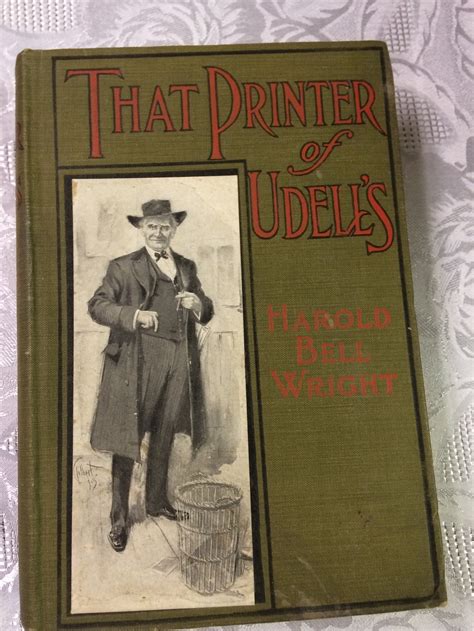 THAT PRINTER
of
UDELL'S
HAROLD
BELL
WRIGHT